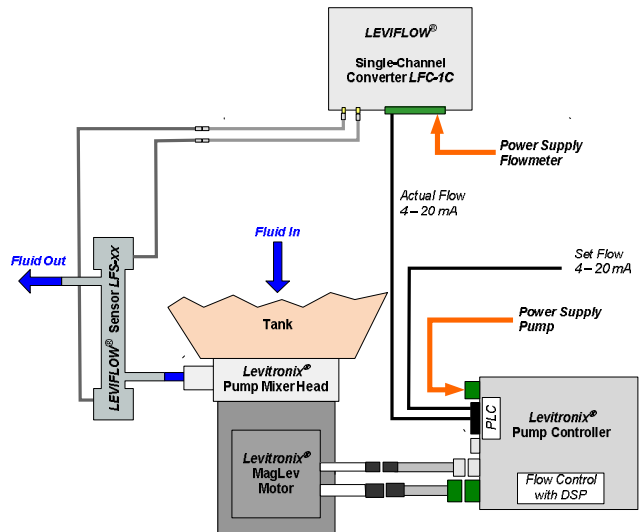 LEVIFLOW®
Single-Channel
Converter LFC-1C
Power Supply
Flowmeter
Actual Flow
4 – 20 mA
Fluid In
Fluid Out
Set Flow
4 – 20 mA
LEVIFLOW® Sensor LFS-xx
Tank
Power Supply
Pump
Levitronix®
Pump MixerHead
PLC
Levitronix®
Pump Controller
Levitronix®
MagLev
Motor
Flow Control
with DSP